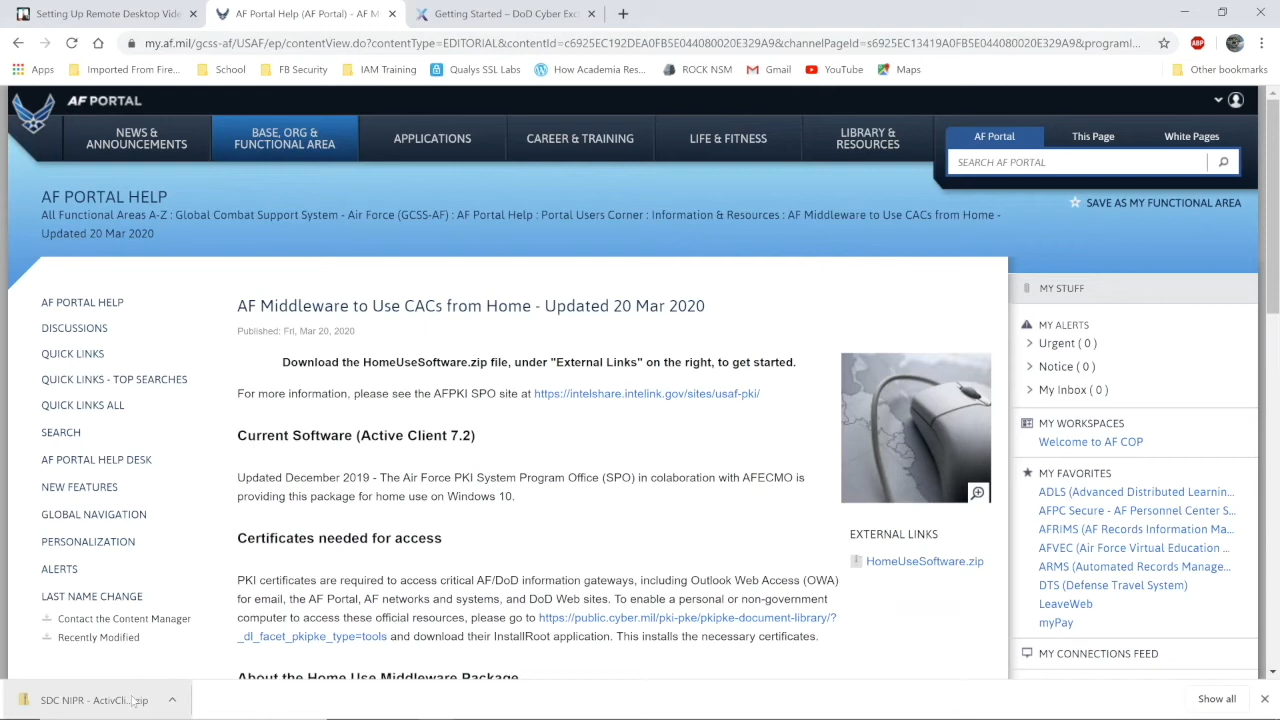 Setting Up Remote Desktop Vide
AF Portal Help (AF Portal) - AF M
Getting Started – DoD Cyber Exc
my.af.mil/gcss-af/USAF/ep/contentView.do?contentType=EDITORIAL&contentId=c6925EC192DEA0FB5E044080020E329A9&channelPageId=s6925EC13419A0FB5E044080020E329A9&programI...
ABP
Apps
Imported From Fire...
School
FB Security
IAM Training
Qualys SSL Labs
How Academia Res...
ROCK NSM
Gmail
YouTube
Maps
Other bookmarks
AF PORTAL
NEWS &
ANNOUNCEMENTS
BASE, ORG &
FUNCTIONAL AREA
APPLICATIONS
CAREER & TRAINING
LIFE & FITNESS
LIBRARY &
RESOURCES
AF Portal
This Page
White Pages
SEARCH AF PORTAL
AF PORTAL HELP
All Functional Areas A-Z : Global Combat Support System - Air Force (GCSS-AF) : AF Portal Help : Portal Users Corner : Information & Resources : AF Middleware to Use CACs from Home -
Updated 20 Mar 2020
SAVE AS MY FUNCTIONAL AREA
AF PORTAL HELP
DISCUSSIONS
QUICK LINKS
QUICK LINKS - TOP SEARCHES
QUICK LINKS ALL
SEARCH
AF PORTAL HELP DESK
NEW FEATURES
GLOBAL NAVIGATION
PERSONALIZATION
ALERTS
LAST NAME CHANGE
Contact the Content Manager
Recently Modified
AF Middleware to Use CACs from Home - Updated 20 Mar 2020
Published: Fri, Mar 20, 2020
Download the HomeUseSoftware.zip file, under "External Links" on the right, to get started.
For more information, please see the AFPKI SPO site at https://intelshare.intelink.gov/sites/usaf-pki/
Current Software (Active Client 7.2)
Updated December 2019 - The Air Force PKI System Program Office (SPO) in colaboration with AFECMO is
providing this package for home use on Windows 10.
Certificates needed for access
PKI certificates are required to access critical AF/DoD information gateways, including Outlook Web Access (OWA)
for email, the AF Portal, AF networks and systems, and DoD Web sites. To enable a personal or non-government
computer to access these official resources, please go to https://public.cyber.mil/pki-pke/pkipke-document-library/?
_dl_facet_pkipke_type=tools and download their InstallRoot application. This installs the necessary certificates.
About the Home Use Middleware Package
EXTERNAL LINKS
HomeUseSoftware.zip
MY STUFF
MY ALERTS
Urgent ( 0 )
Notice ( 0 )
My Inbox ( 0 )
MY WORKSPACES
Welcome to AF COP
MY FAVORITES
ADLS (Advanced Distributed Learnin...
AFPC Secure - AF Personnel Center S...
AFRIMS (AF Records Information Ma...
AFVEC (Air Force Virtual Education ...
ARMS (Automated Records Manage...
DTS (Defense Travel System)
LeaveWeb
myPay
MY CONNECTIONS FEED
SDC NIPR - ActivCli...zip
Show all